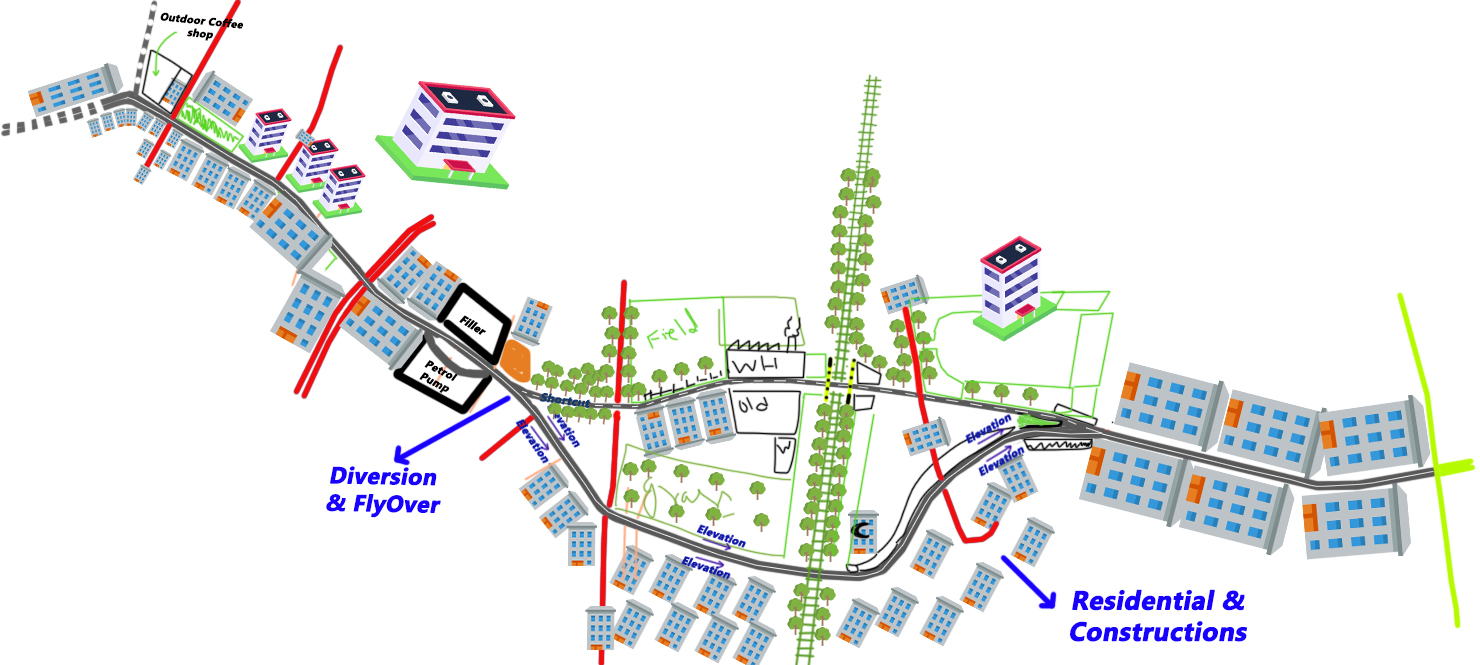 Outdoor Coffee
shop
Filler
Petrol
Pump
Field
WH
Shortcut
Old
Elevation
Elevation
Elevation
Elevation
Diversion
& FlyOver
grass
Elevation
Elevation
C
Residential &
Constructions